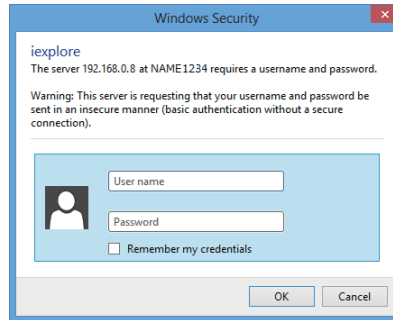 Windows Security
iexplore
The server 192.168.0.8 at NAME1234 requires a username and password.
Warning: This server is requesting that your username and password be
sent in an insecure manner (basic authentication without a secure
connection).
User name
Password
Remember my credentials
OK Cancel